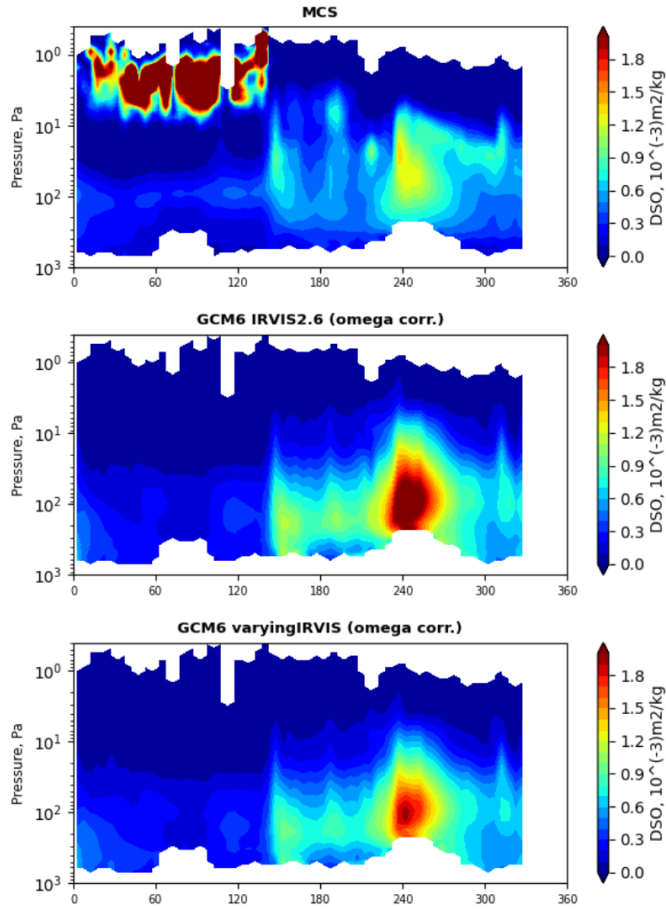 MCS
10^0
10^1
10^2
10^3
Pressure, Pa
0 60 120 180 240 300 360
1.8
1.5
1.2
0.9
0.6
0.3
0.0
DSO, 10^(-3)m2/kg
GCM6 IRVIS2.6 (omega corr.)
10^0
10^1
10^2
10^3
Pressure, Pa
0 60 120 180 240 300 360
1.8
1.5
1.2
0.9
0.6
0.3
0.0
DSO, 10^(-3)m2/kg
GCM6 varyingIRVIS (omega corr.)
10^0
10^1
10^2
10^3
Pressure, Pa
0 60 120 180 240 300 360
1.8
1.5
1.2
0.9
0.6
0.3
0.0
DSO, 10^(-3)m2/kg